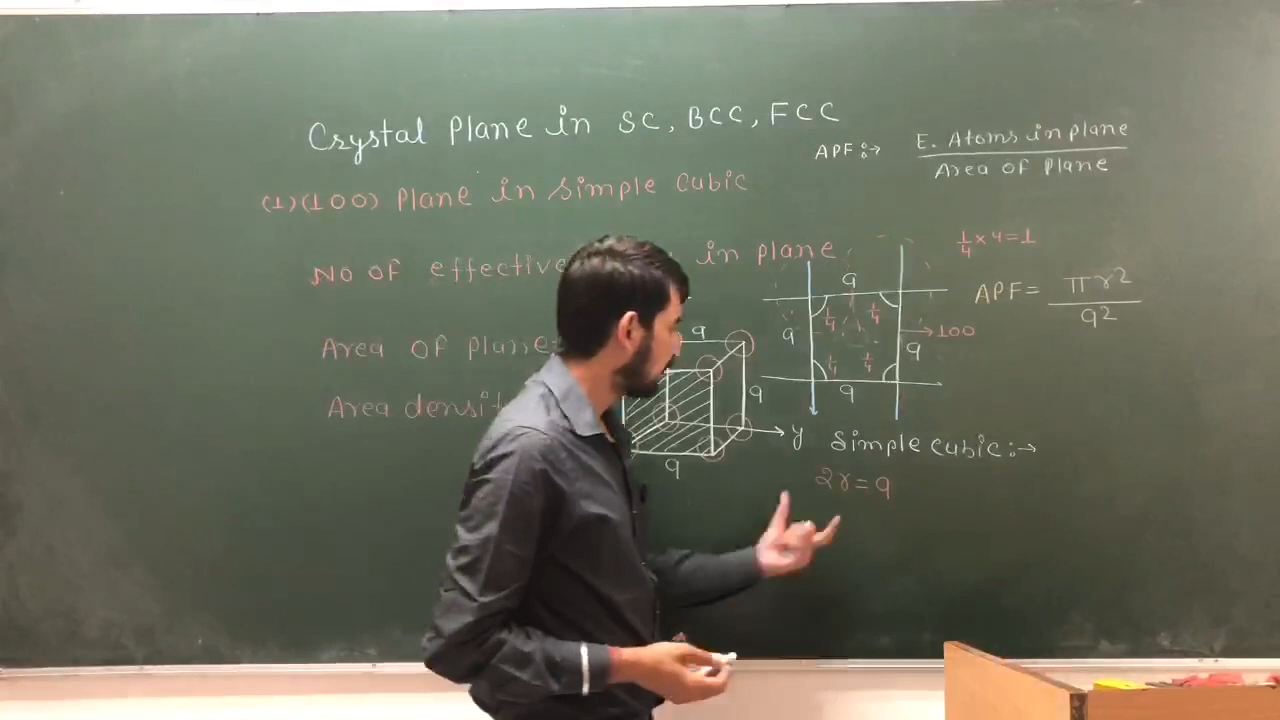 Crystal Plane in SC, BCC, FCC
APF:→ E. Atoms in plane
Area of Plane
(1)(100) Plane in simple cubic
1/4 x 4 = 1
No of effective in plane
APF = πr2
a2
a
a
1/4 1/4
→100
1/4 1/4
a
a
Area of plane
a
a
Area densit
y
a
Simple cubic:→
2r = a